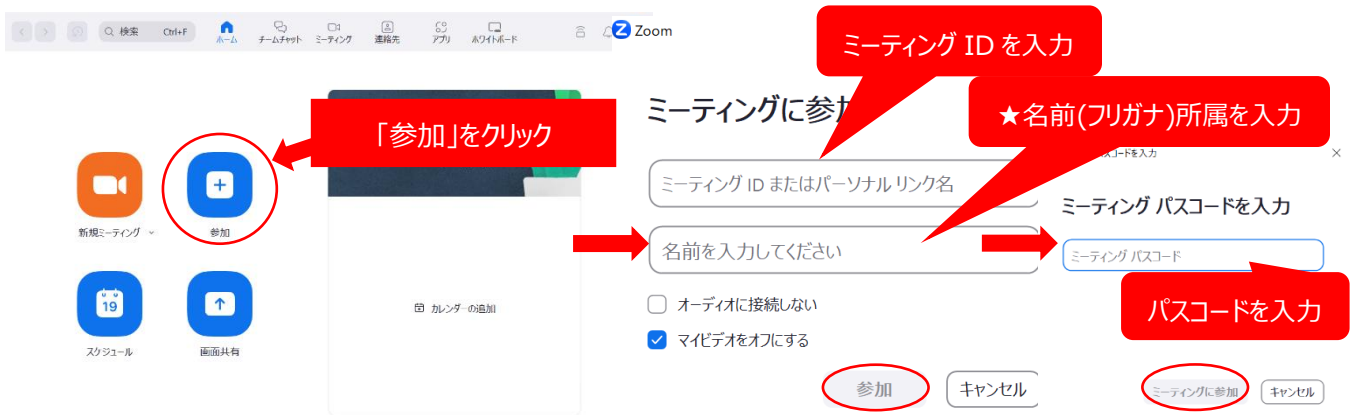 検索 Ctrl+F
ホーム
チームチャット
ミーティング
連絡先
アプリ
ホワイトボード
「参加」をクリック
新規ミーティング
参加
19
スケジュール
画面共有
カレンダーの追加
Zoom
ミーティング ID を入力
ミーティングに参
★名前(フリガナ)所属を入力
ミーティング ID またはパーソナル リンク名
名前を入力してください
オーディオに接続しない
マイビデオをオフにする
参加
キャンセル
スコードを入力
ミーティング パスコードを入力
ミーティング パスコード
パスコードを入力
ミーティングに参加
キャンセル